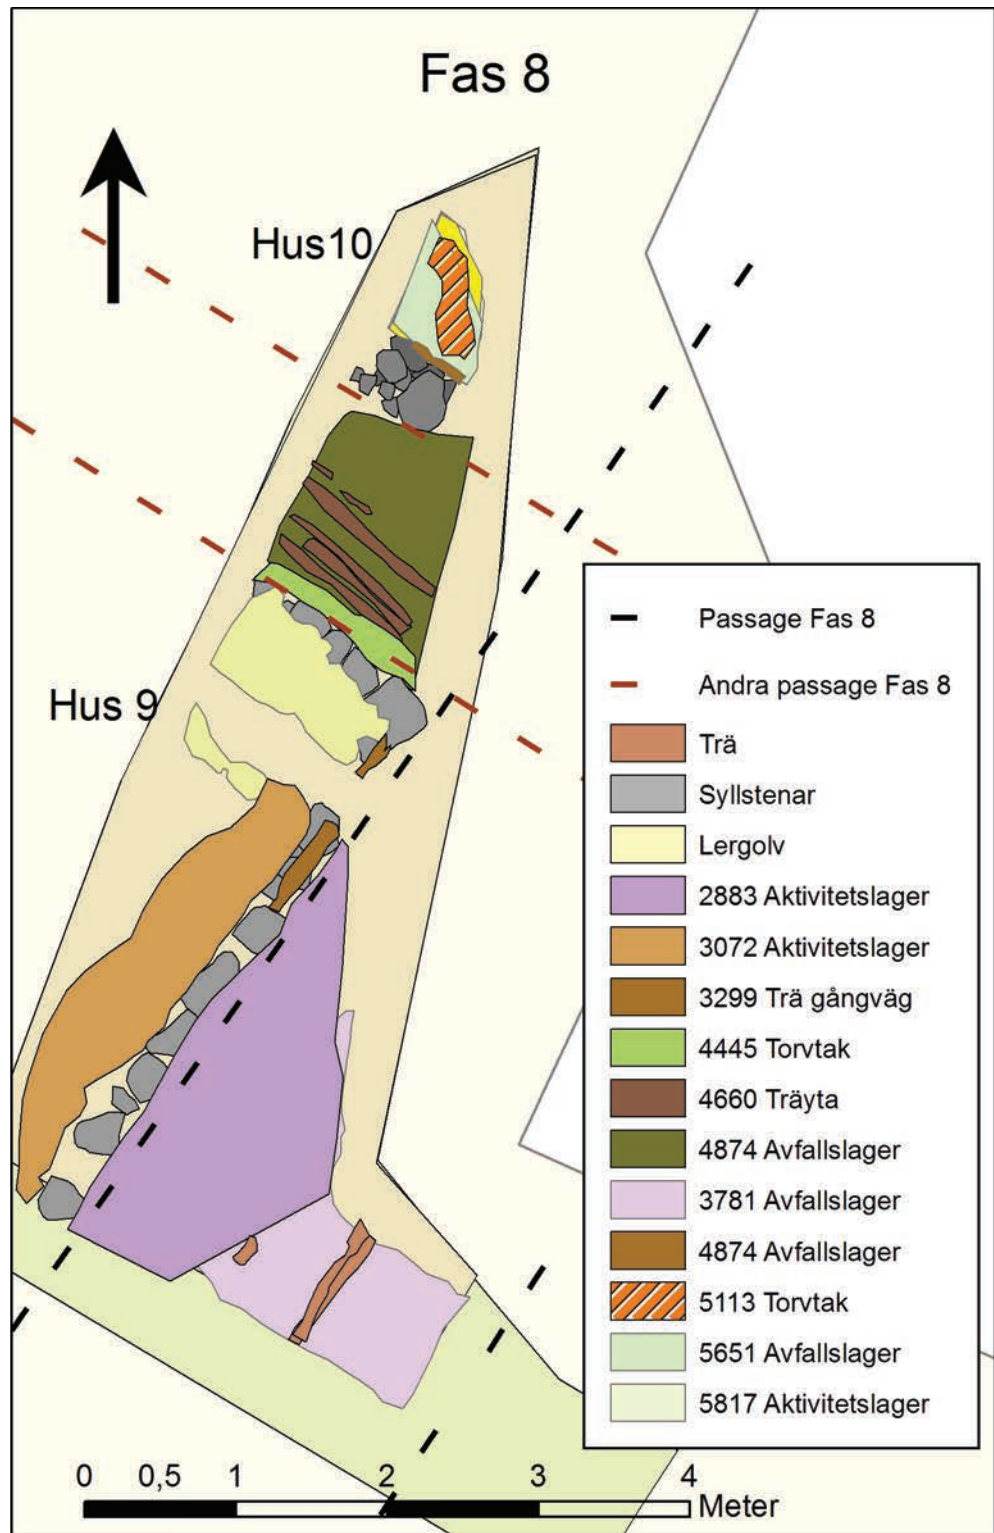 Fas 8
Hus10
Hus 9
Passage Fas 8
Andra passage Fas 8
Trä
Syllstenar
Lergolv
2883 Aktivitetslager
3072 Aktivitetslager
3299 Trä gångväg
4445 Torvtak
4660 Träyta
4874 Avfallslager
3781 Avfallslager
4874 Avfallslager
5113 Torvtak
5651 Avfallslager
5817 Aktivitetslager
0 0,5 1 2 3 4
Meter